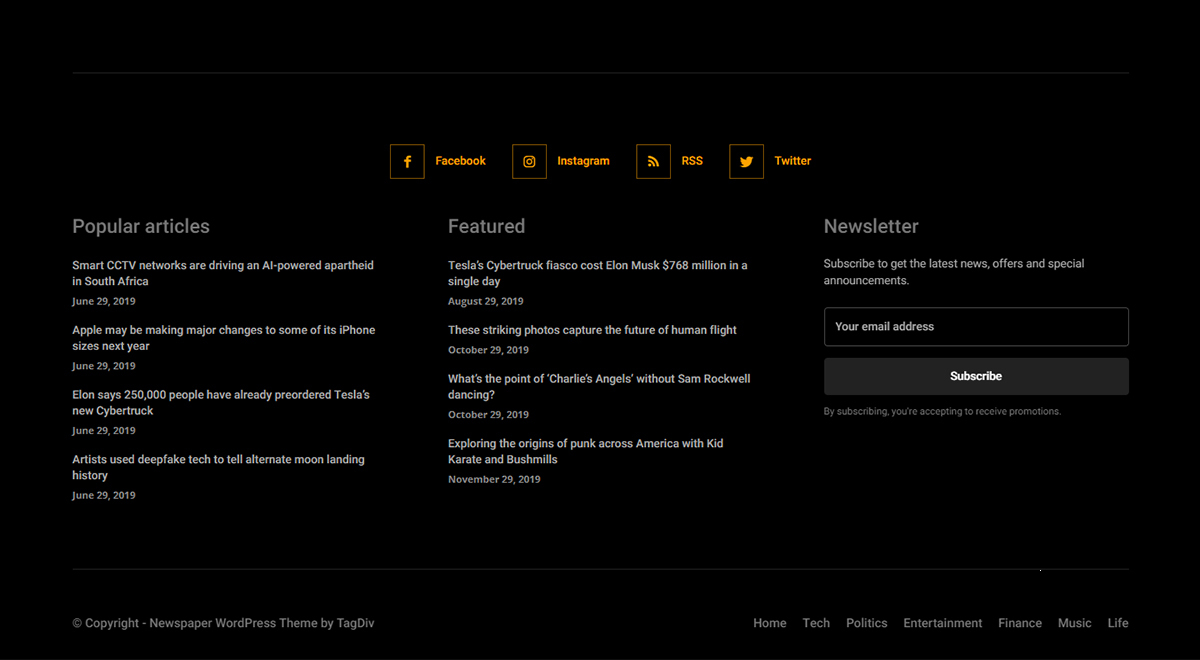 Facebook Instagram RSS Twitter
Popular articles
Smart CCTV networks are driving an AI-powered apartheid
in South Africa
June 29, 2019
Apple may be making major changes to some of its iPhone
sizes next year
June 29, 2019
Elon says 250,000 people have already preordered Tesla’s
new Cybertruck
June 29, 2019
Artists used deepfake tech to tell alternate moon landing
history
June 29, 2019
Featured
Tesla’s Cybertruck fiasco cost Elon Musk $768 million in a
single day
August 29, 2019
These striking photos capture the future of human flight
October 29, 2019
What’s the point of ‘Charlie’s Angels’ without Sam Rockwell
dancing?
October 29, 2019
Exploring the origins of punk across America with Kid
Karate and Bushmills
November 29, 2019
Newsletter
Subscribe to get the latest news, offers and special
announcements.
Your email address
Subscribe
By subscribing, you're accepting to receive promotions.
© Copyright - Newspaper WordPress Theme by TagDiv
Home Tech Politics Entertainment Finance Music Life